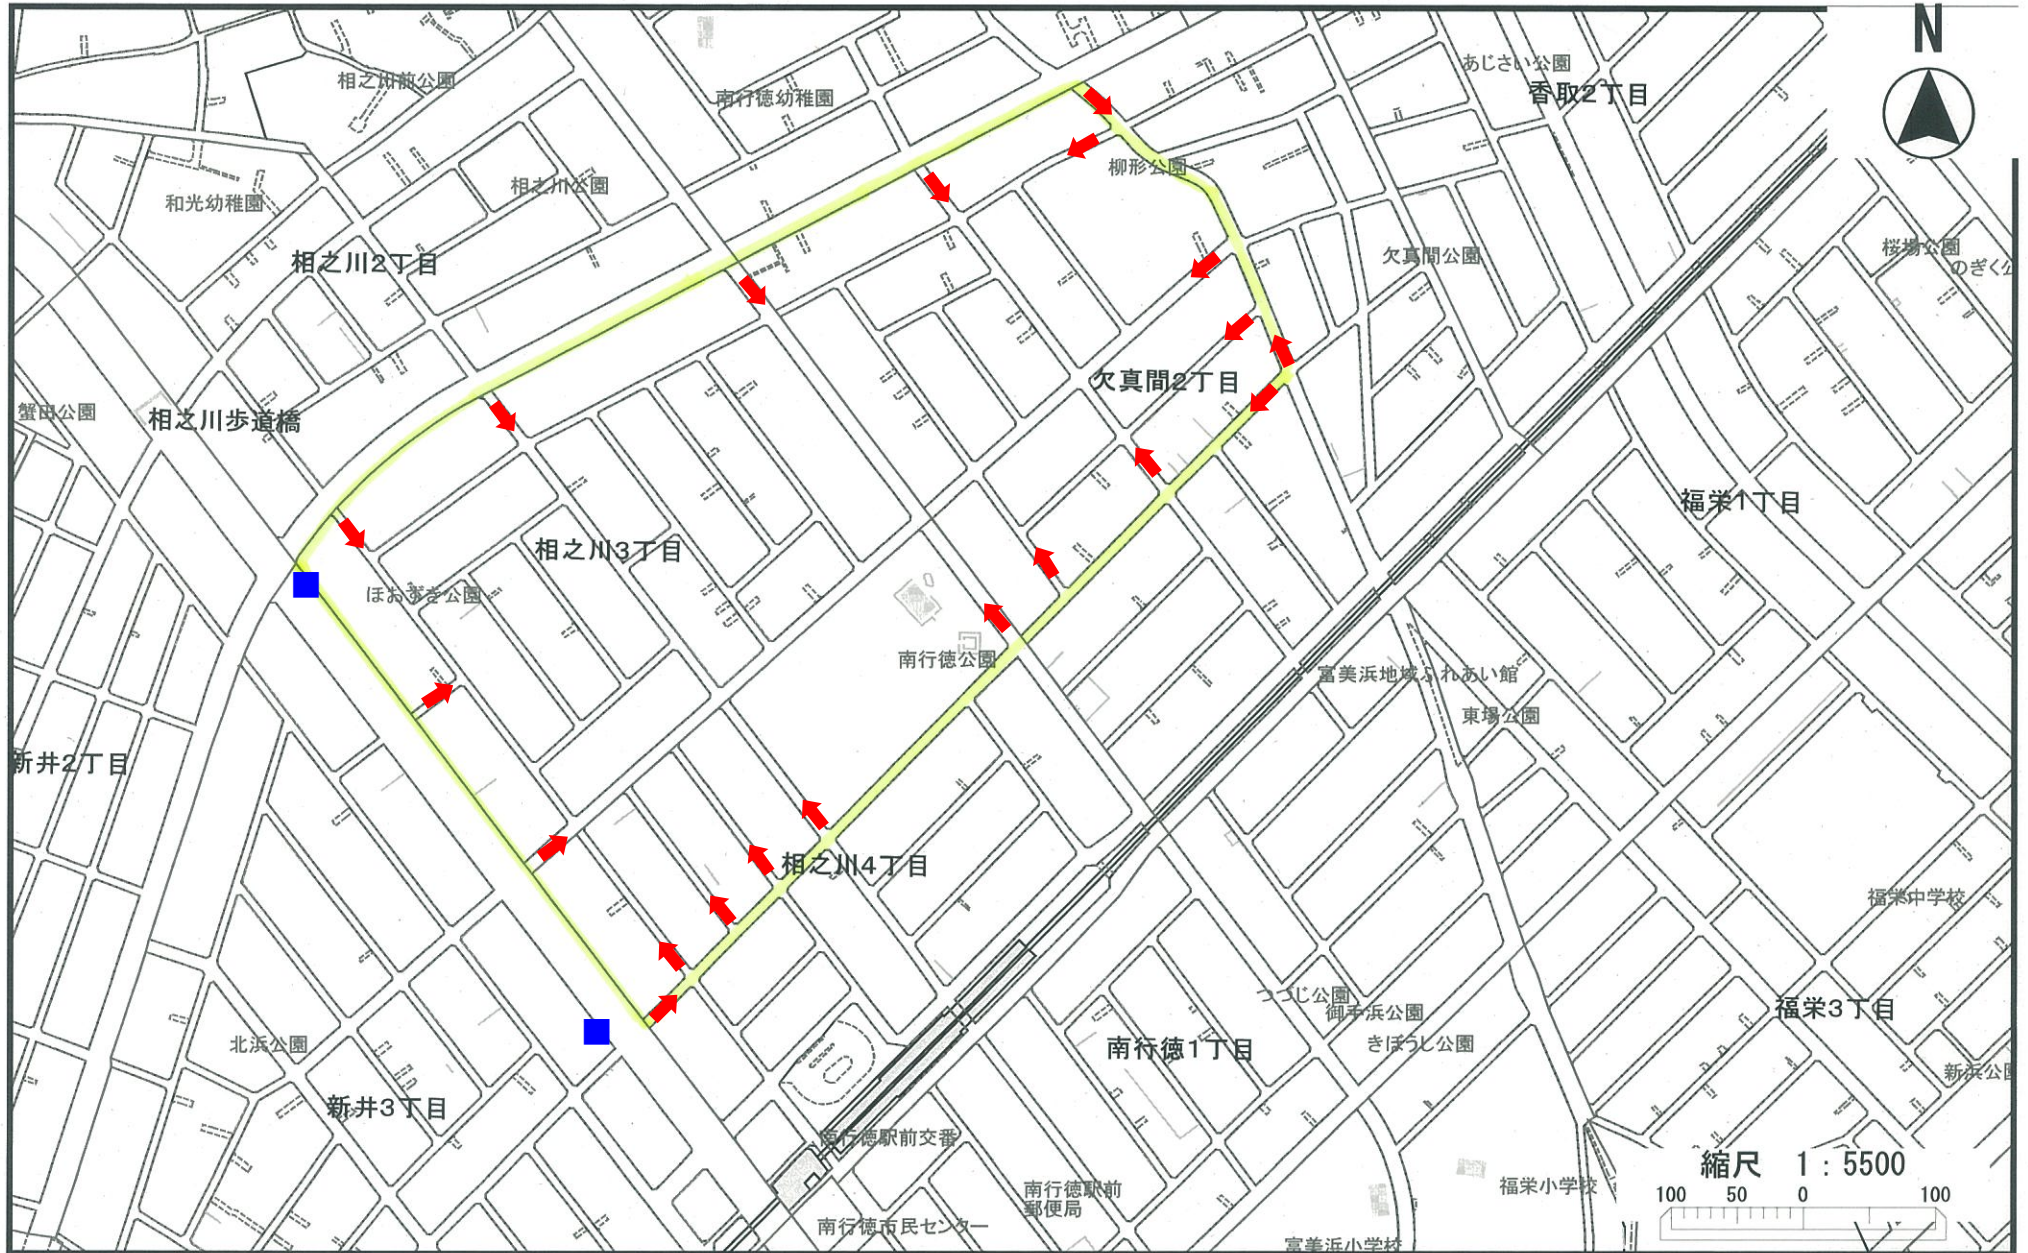 N
あじさい公園
相之川前公園
香取2丁目
南行徳幼稚園
柳形公園
相之川公園
和光幼稚園
桜場公園
欠真間公園
相之川2丁目
のぎく公
欠真間2丁目
蟹田公園
相之川歩道橋
福栄1丁目
相之川3丁目
ほおずき公園
南行徳公園
富美浜地域ふれあい館
東場公園
新井2丁目
相之川4丁目
福栄中学校
つつじ公園
御手浜公園
福栄3丁目
北浜公園
きぼうし公園
南行徳1丁目
新浜公園
新井3丁目
南行徳駅前交番
縮尺 1:5500
南行徳駅前
郵便局
福栄小学校
100 50 0 100
南行徳市民センター
富美浜小学校